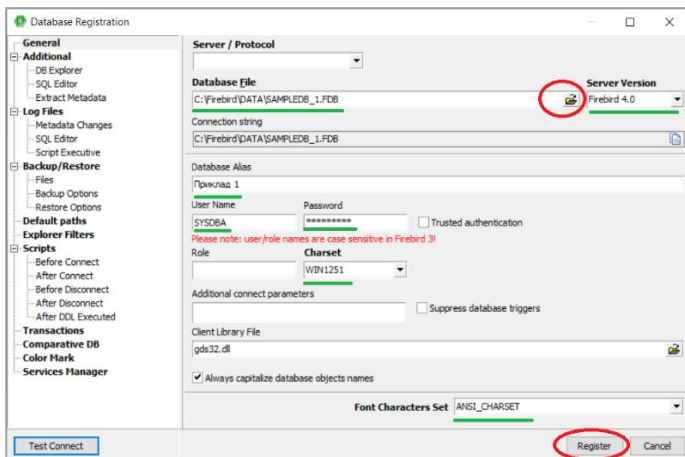 Database Registration
General
Additional
DB Explorer
SQL Editor
Extract Metadata
Log Files
Metadata Changes
SQL Editor
Script Executive
Backup/Restore
Files
Backup Options
Restore Options
Default paths
Explorer Filters
Scripts
Before Connect
After Connect
Before Disconnect
After Disconnect
After DDL Executed
Transactions
Comparative DB
Color Mark
Services Manager
Server / Protocol
Database File
Server Version
C:\Firebird\DATA\SAMPLEDB_1.FDB
Firebird 4.0
Connection string
C:\Firebird\DATA\SAMPLEDB_1.FDB
Database Alias
Приклад 1
User Name
Password
SYSDBA
*********
Trusted authentication
Please note: user/role names are case sensitive in Firebird 3!
Role
Charset
WIN1251
Additional connect parameters
Suppress database triggers
Client Library File
gds32.dll
Always capitalize database objects names
Font Characters Set
ANSI_CHARSET
Test Connect
Register
Cancel